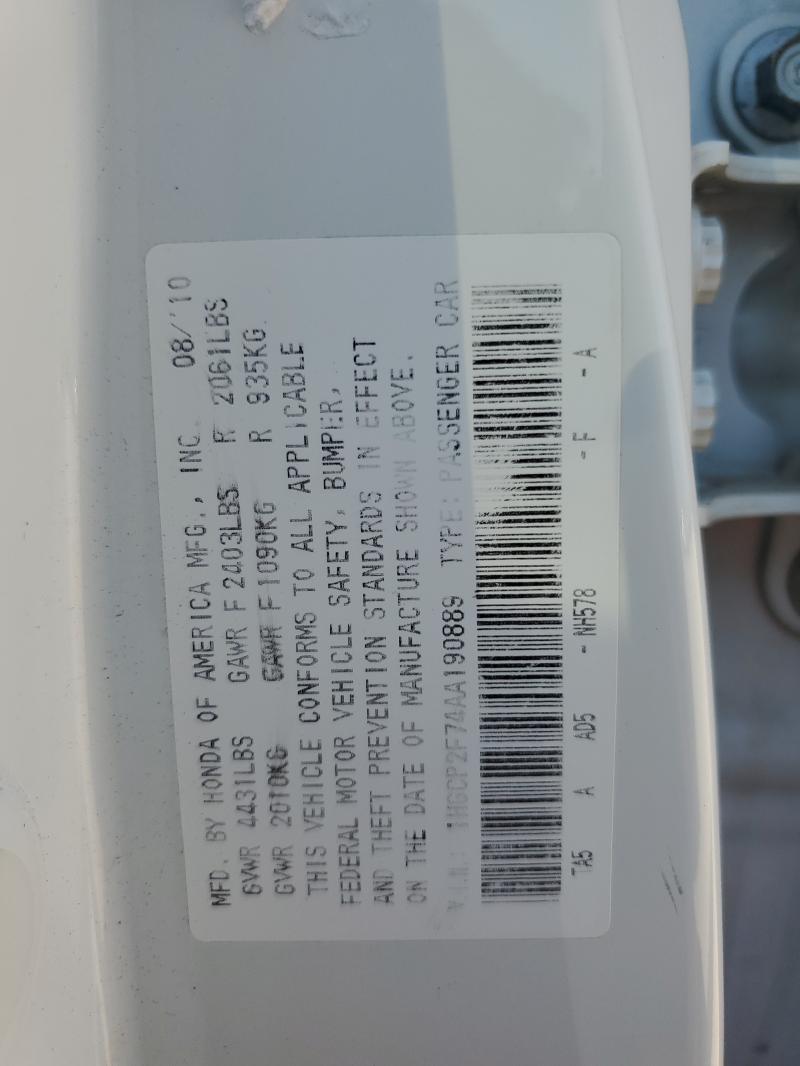 MFD. BY HONDA OF AMERICA MFG., INC. 08/'10
GVWR 4431LBS GAWR F 2403LBS R 2061LBS
GVWR 2010KG GAWR F 1090KG R 935KG
THIS VEHICLE CONFORMS TO ALL APPLICABLE
FEDERAL MOTOR VEHICLE SAFETY, BUMPER,
AND THEFT PREVENTION STANDARDS IN EFFECT
ON THE DATE OF MANUFACTURE SHOWN ABOVE.
V.I.N.: 1HGCP2F74AA190889 TYPE: PASSENGER CAR
TA5 A AD5 - NH578 - F - A